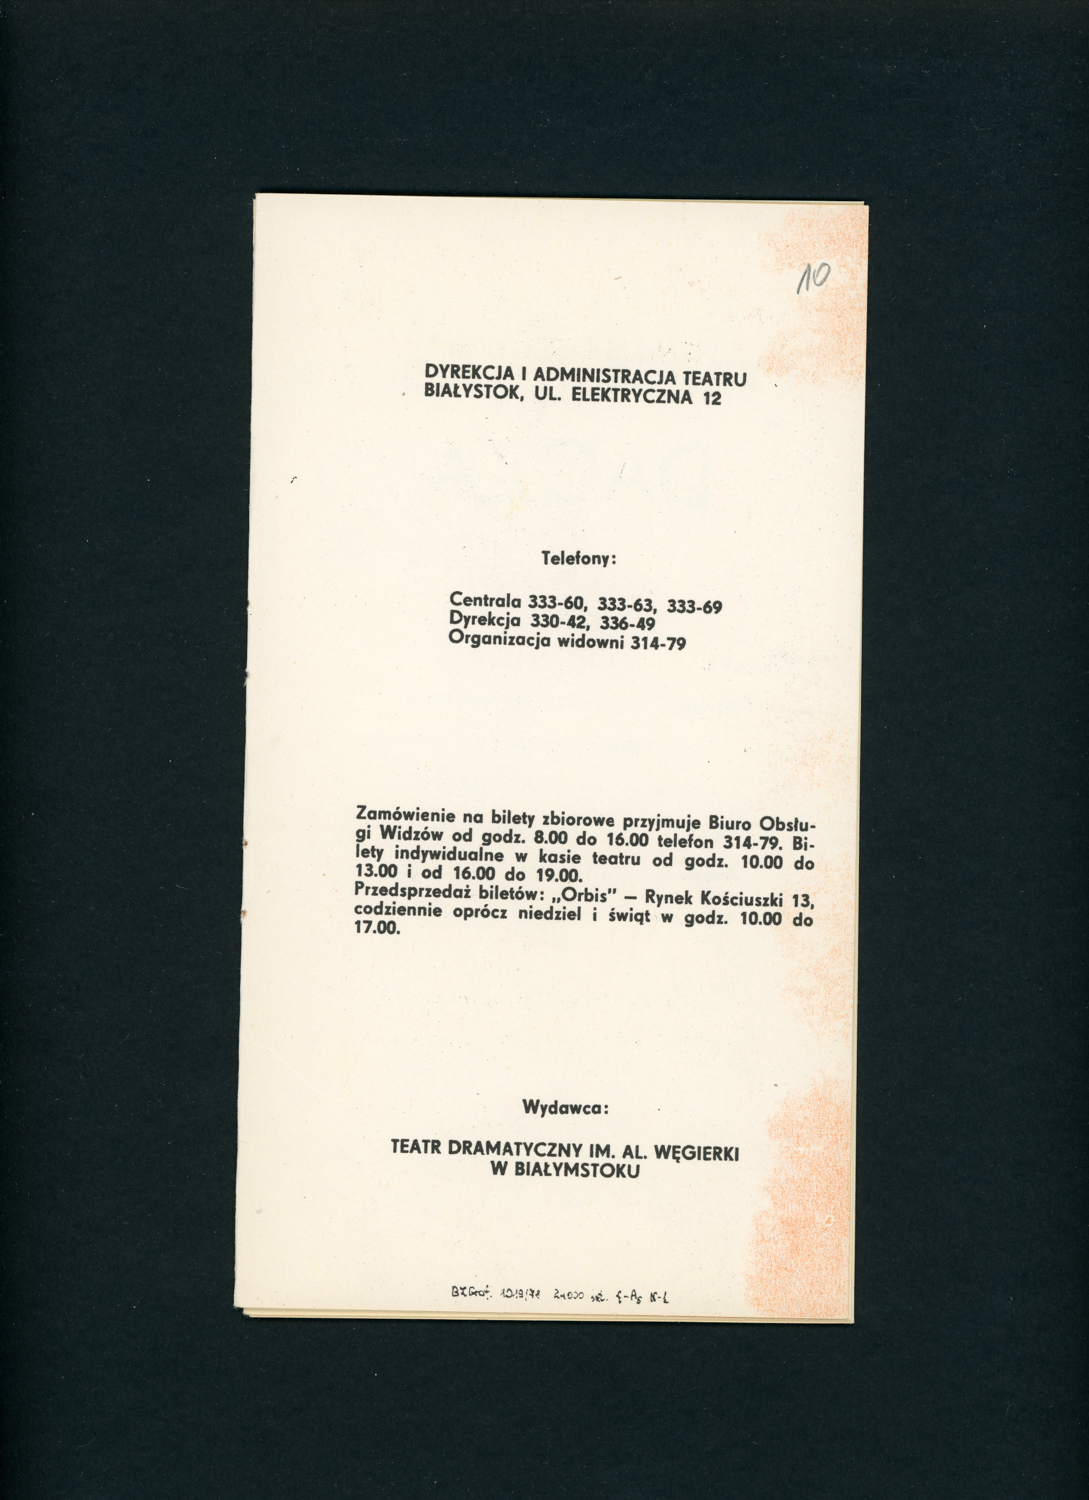 10
DYREKCJA I ADMINISTRACJA TEATRU
BIAŁYSTOK, UL. ELEKTRYCZNA 12
Telefony:
Centrala 333-60, 333-63, 333-69
Dyrekcja 330-42, 336-49
Organizacja widowni 314-79
Zamówienie na bilety zbiorowe przyjmuje Biuro Obsłu-
gi Widzów od godz. 8.00 do 16.00 telefon 314-79. Bi-
lety indywidualne w kasie teatru od godz. 10.00 do
13.00 i od 16.00 do 19.00.
Przedsprzedaż biletów: „Orbis" — Rynek Kościuszki 13,
codziennie oprócz niedziel i świąt w godz. 10.00 do
17.00.
Wydawca:
TEATR DRAMATYCZNY IM. AL. WĘGIERKI
W BIAŁYMSTOKU